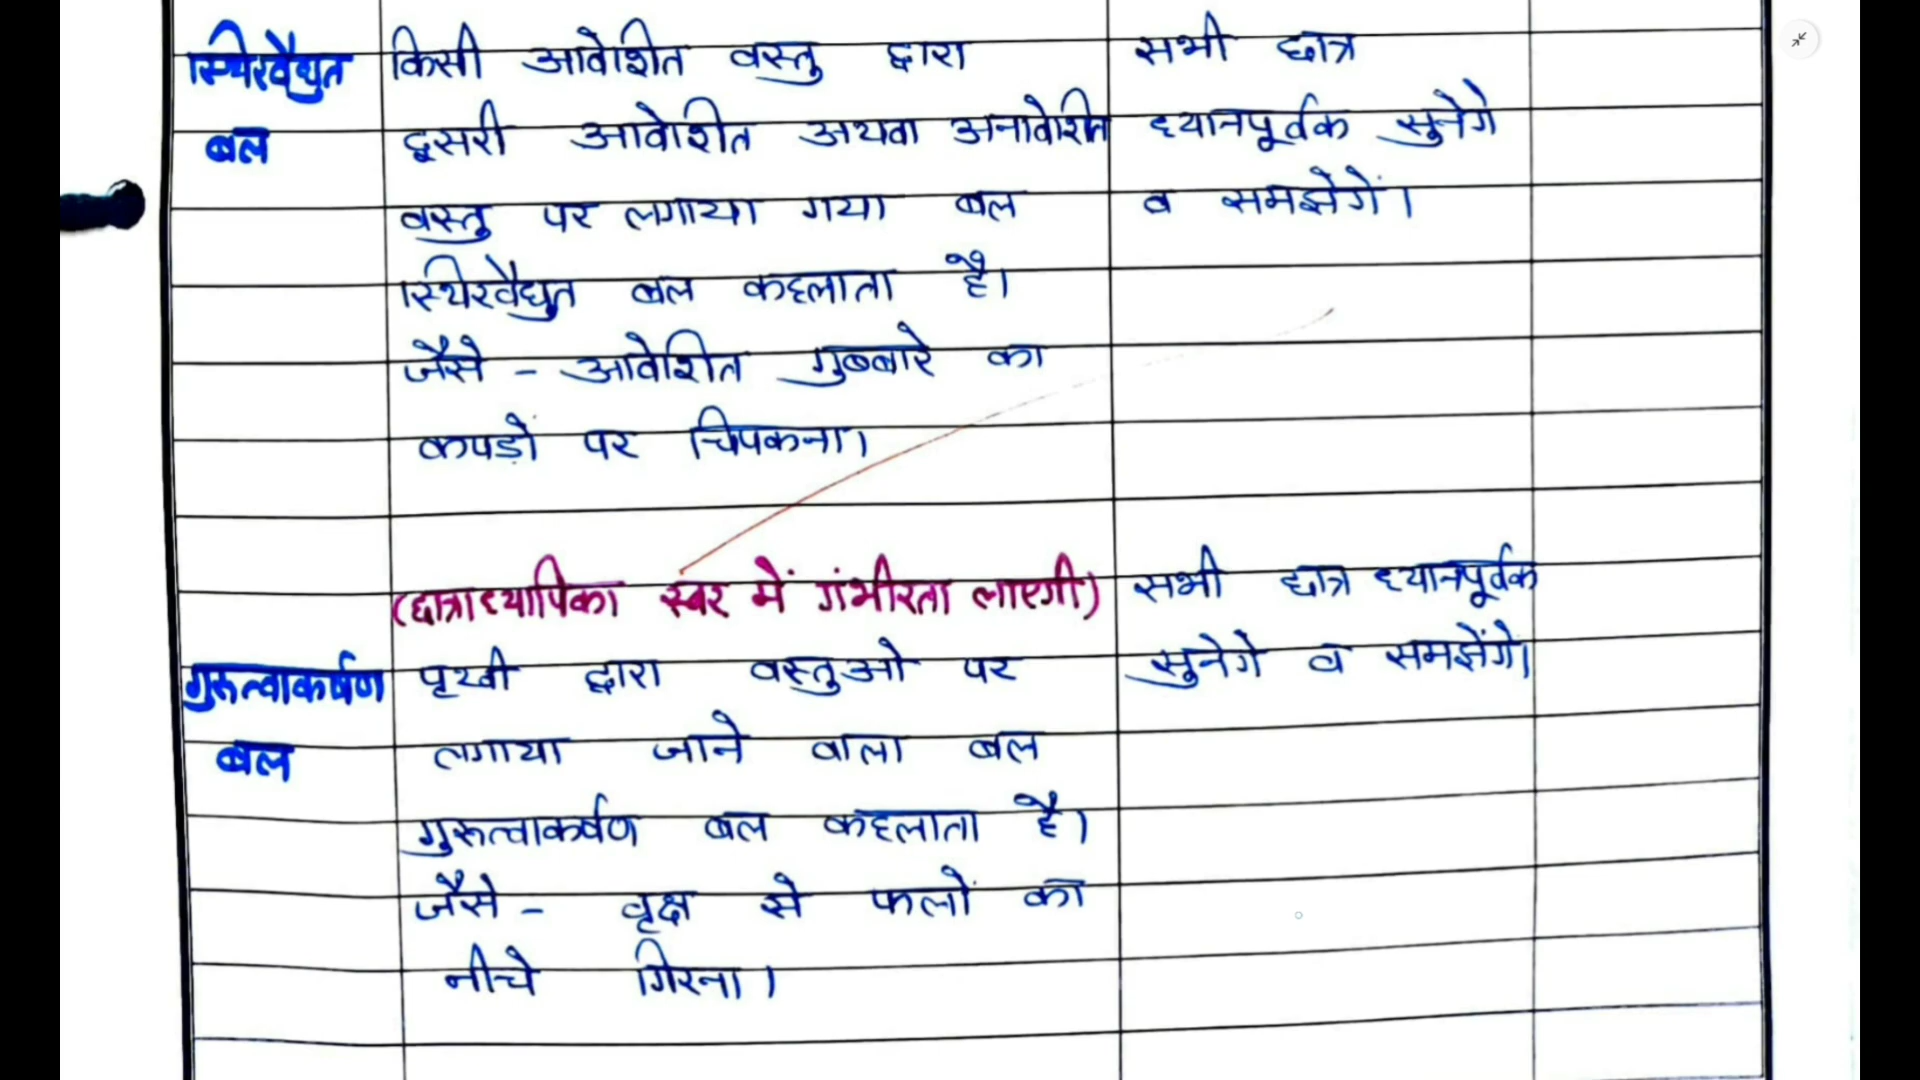 स्थिरवैद्युत किसी आवेशित वस्तु द्वारा सभी छात्र
बल दूसरी आवेशित अथवा अनावेशित ध्यानपूर्वक सुनेगे
वस्तु पर लगाया गया बल व समझेगें।
स्थिरवैद्युत बल कहलाता है।
जैसे - आवेशित गुब्बारे का
कपड़ो पर चिपकना।
(छात्राध्यापिका स्वर में गंभीरता लाएगी) सभी छात्र ध्यानपूर्वक
गुरुत्वाकर्षण पृथ्वी द्वारा वस्तुओ पर सुनेगे व समझेंगे।
बल लगाया जाने वाला बल
गुरुत्वाकर्षण बल कहलाता है।
जैसे - वृक्ष से फलों का
नीचे गिरना।